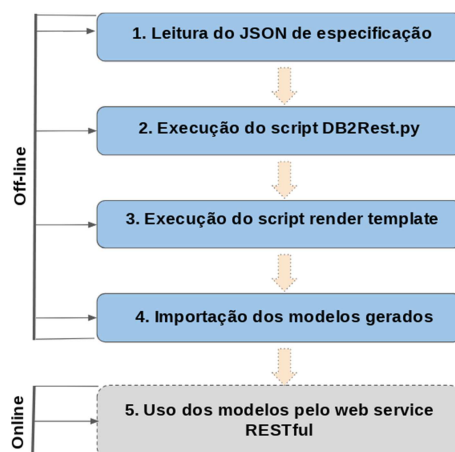 1. Leitura do JSON de especificação
2. Execução do script DB2Rest.py
3. Execução do script render template
4. Importação dos modelos gerados
Off-line
5. Uso dos modelos pelo web service
RESTful
Online